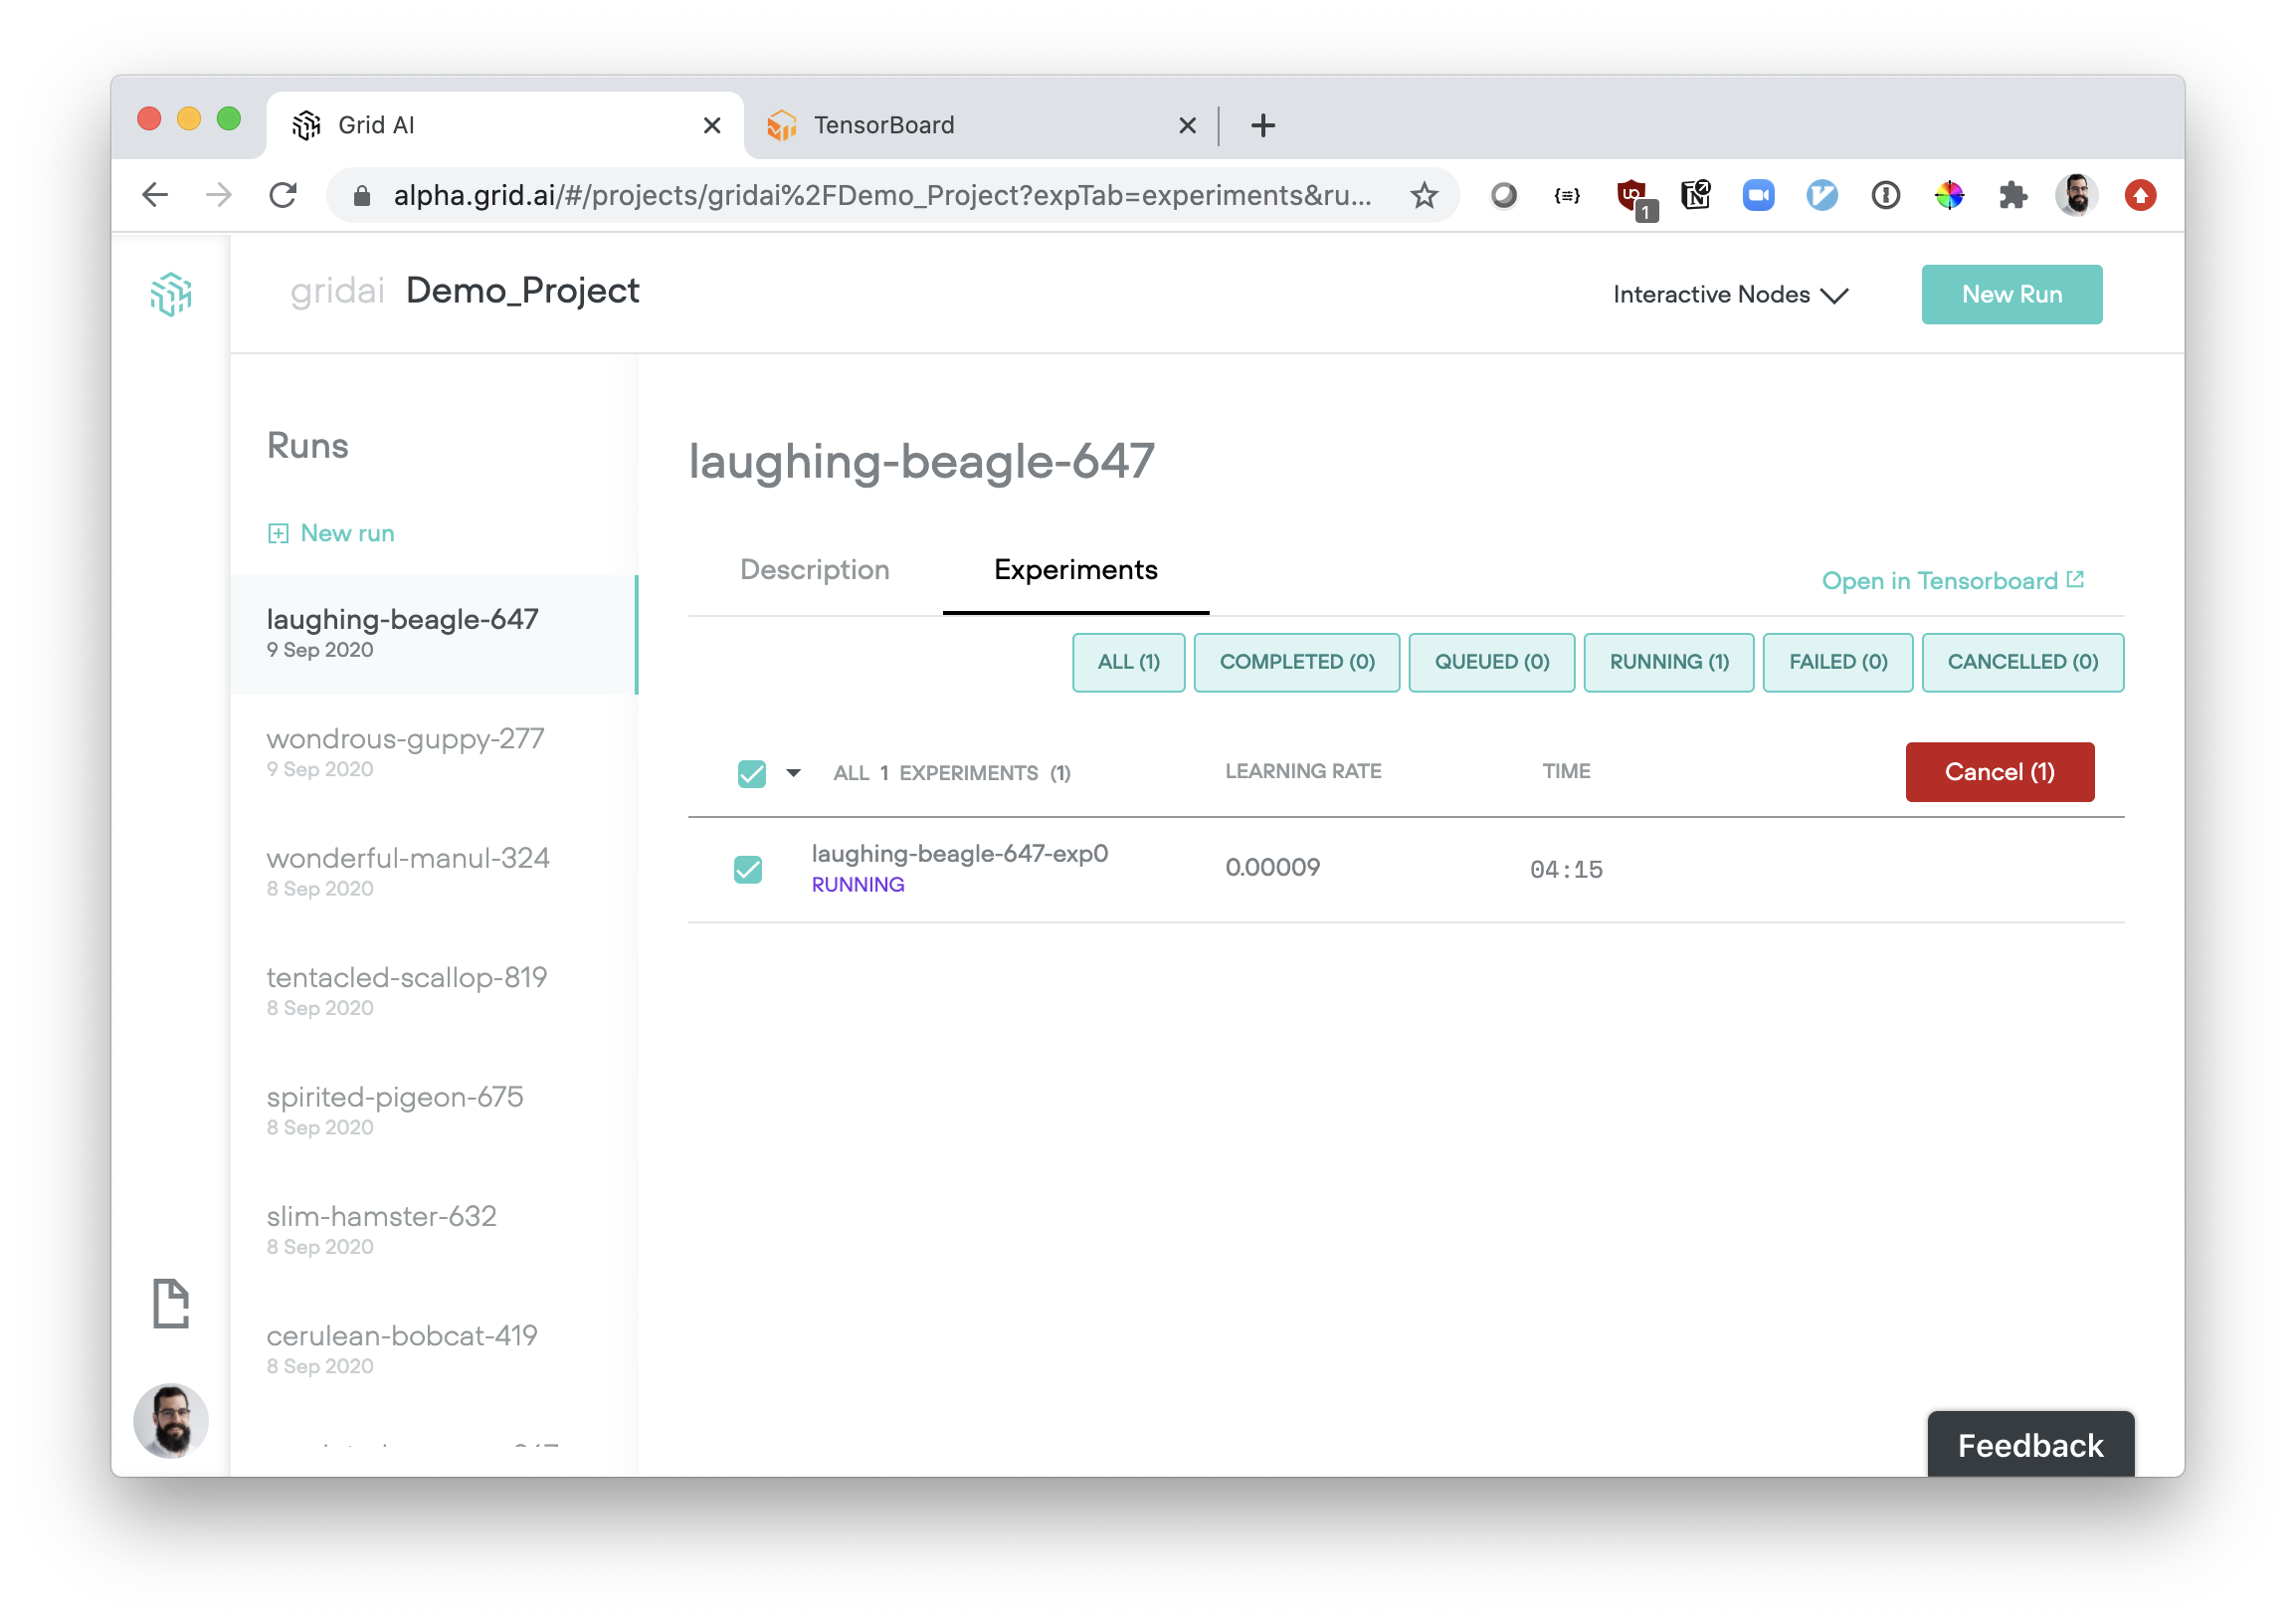 Grid AI
TensorBoard
alpha.grid.ai/#/projects/gridai%2FDemo_Project?expTab=experiments&ru...
1
gridai Demo_Project
Interactive Nodes
New Run
Runs
New run
laughing-beagle-647
9 Sep 2020
wondrous-guppy-277
9 Sep 2020
wonderful-manul-324
8 Sep 2020
tentacled-scallop-819
8 Sep 2020
spirited-pigeon-675
8 Sep 2020
slim-hamster-632
8 Sep 2020
cerulean-bobcat-419
8 Sep 2020
laughing-beagle-647
Description
Experiments
Open in Tensorboard
ALL (1)
COMPLETED (0)
QUEUED (0)
RUNNING (1)
FAILED (0)
CANCELLED (0)
ALL 1 EXPERIMENTS (1)
LEARNING RATE
TIME
Cancel (1)
laughing-beagle-647-exp0
RUNNING
0.00009
04:15
Feedback